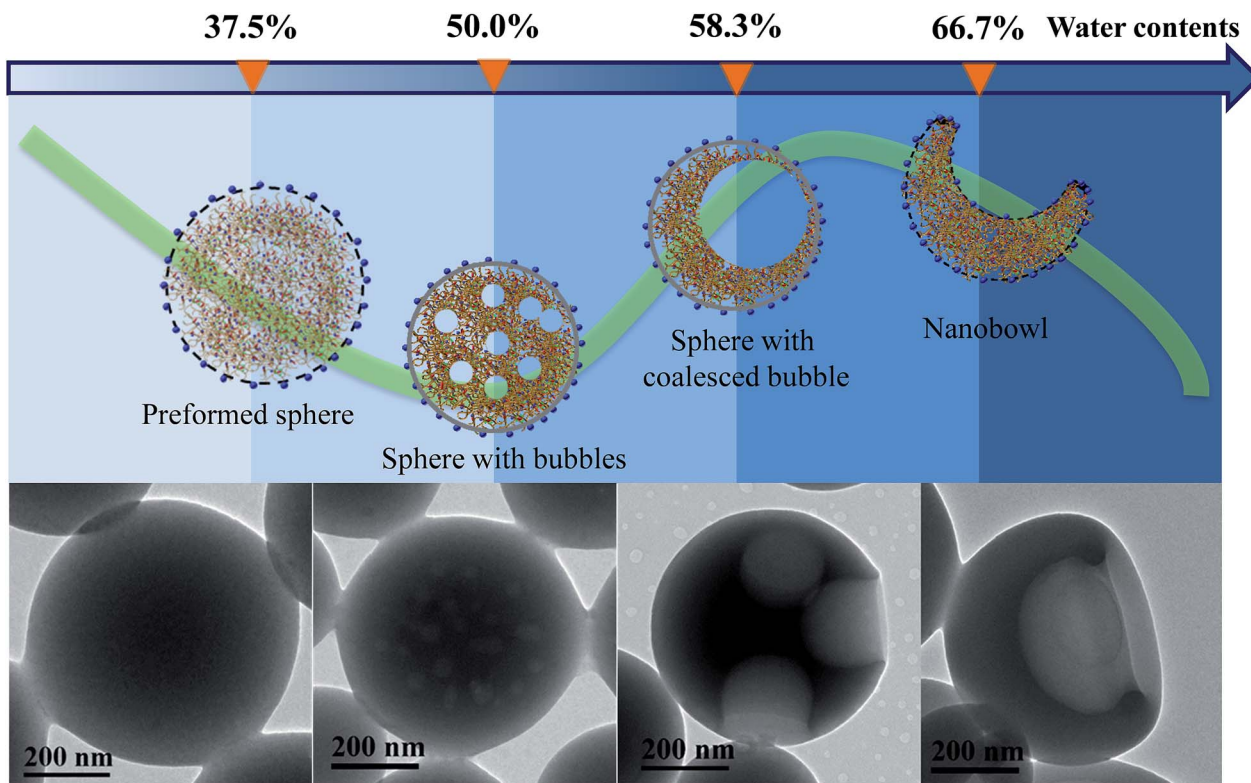 37.5% 50.0% 58.3% 66.7% Water contents
Preformed sphere
Sphere with bubbles
Sphere with
coalesced bubble
Nanobowl
200 nm 200 nm 200 nm 200 nm